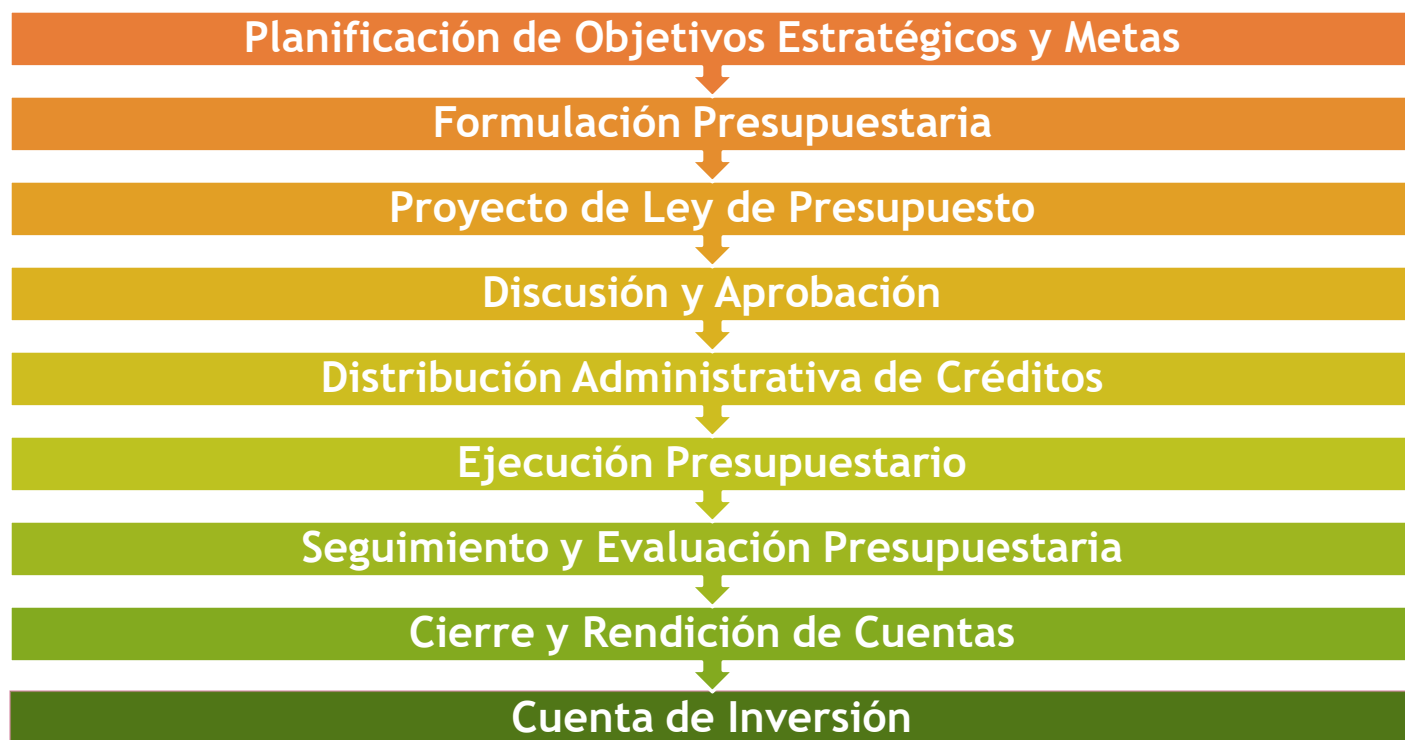 Planificación de Objetivos Estratégicos y Metas
Formulación Presupuestaria
Proyecto de Ley de Presupuesto
Discusión y Aprobación
Distribución Administrativa de Créditos
Ejecución Presupuestario
Seguimiento y Evaluación Presupuestaria
Cierre y Rendición de Cuentas
Cuenta de Inversión